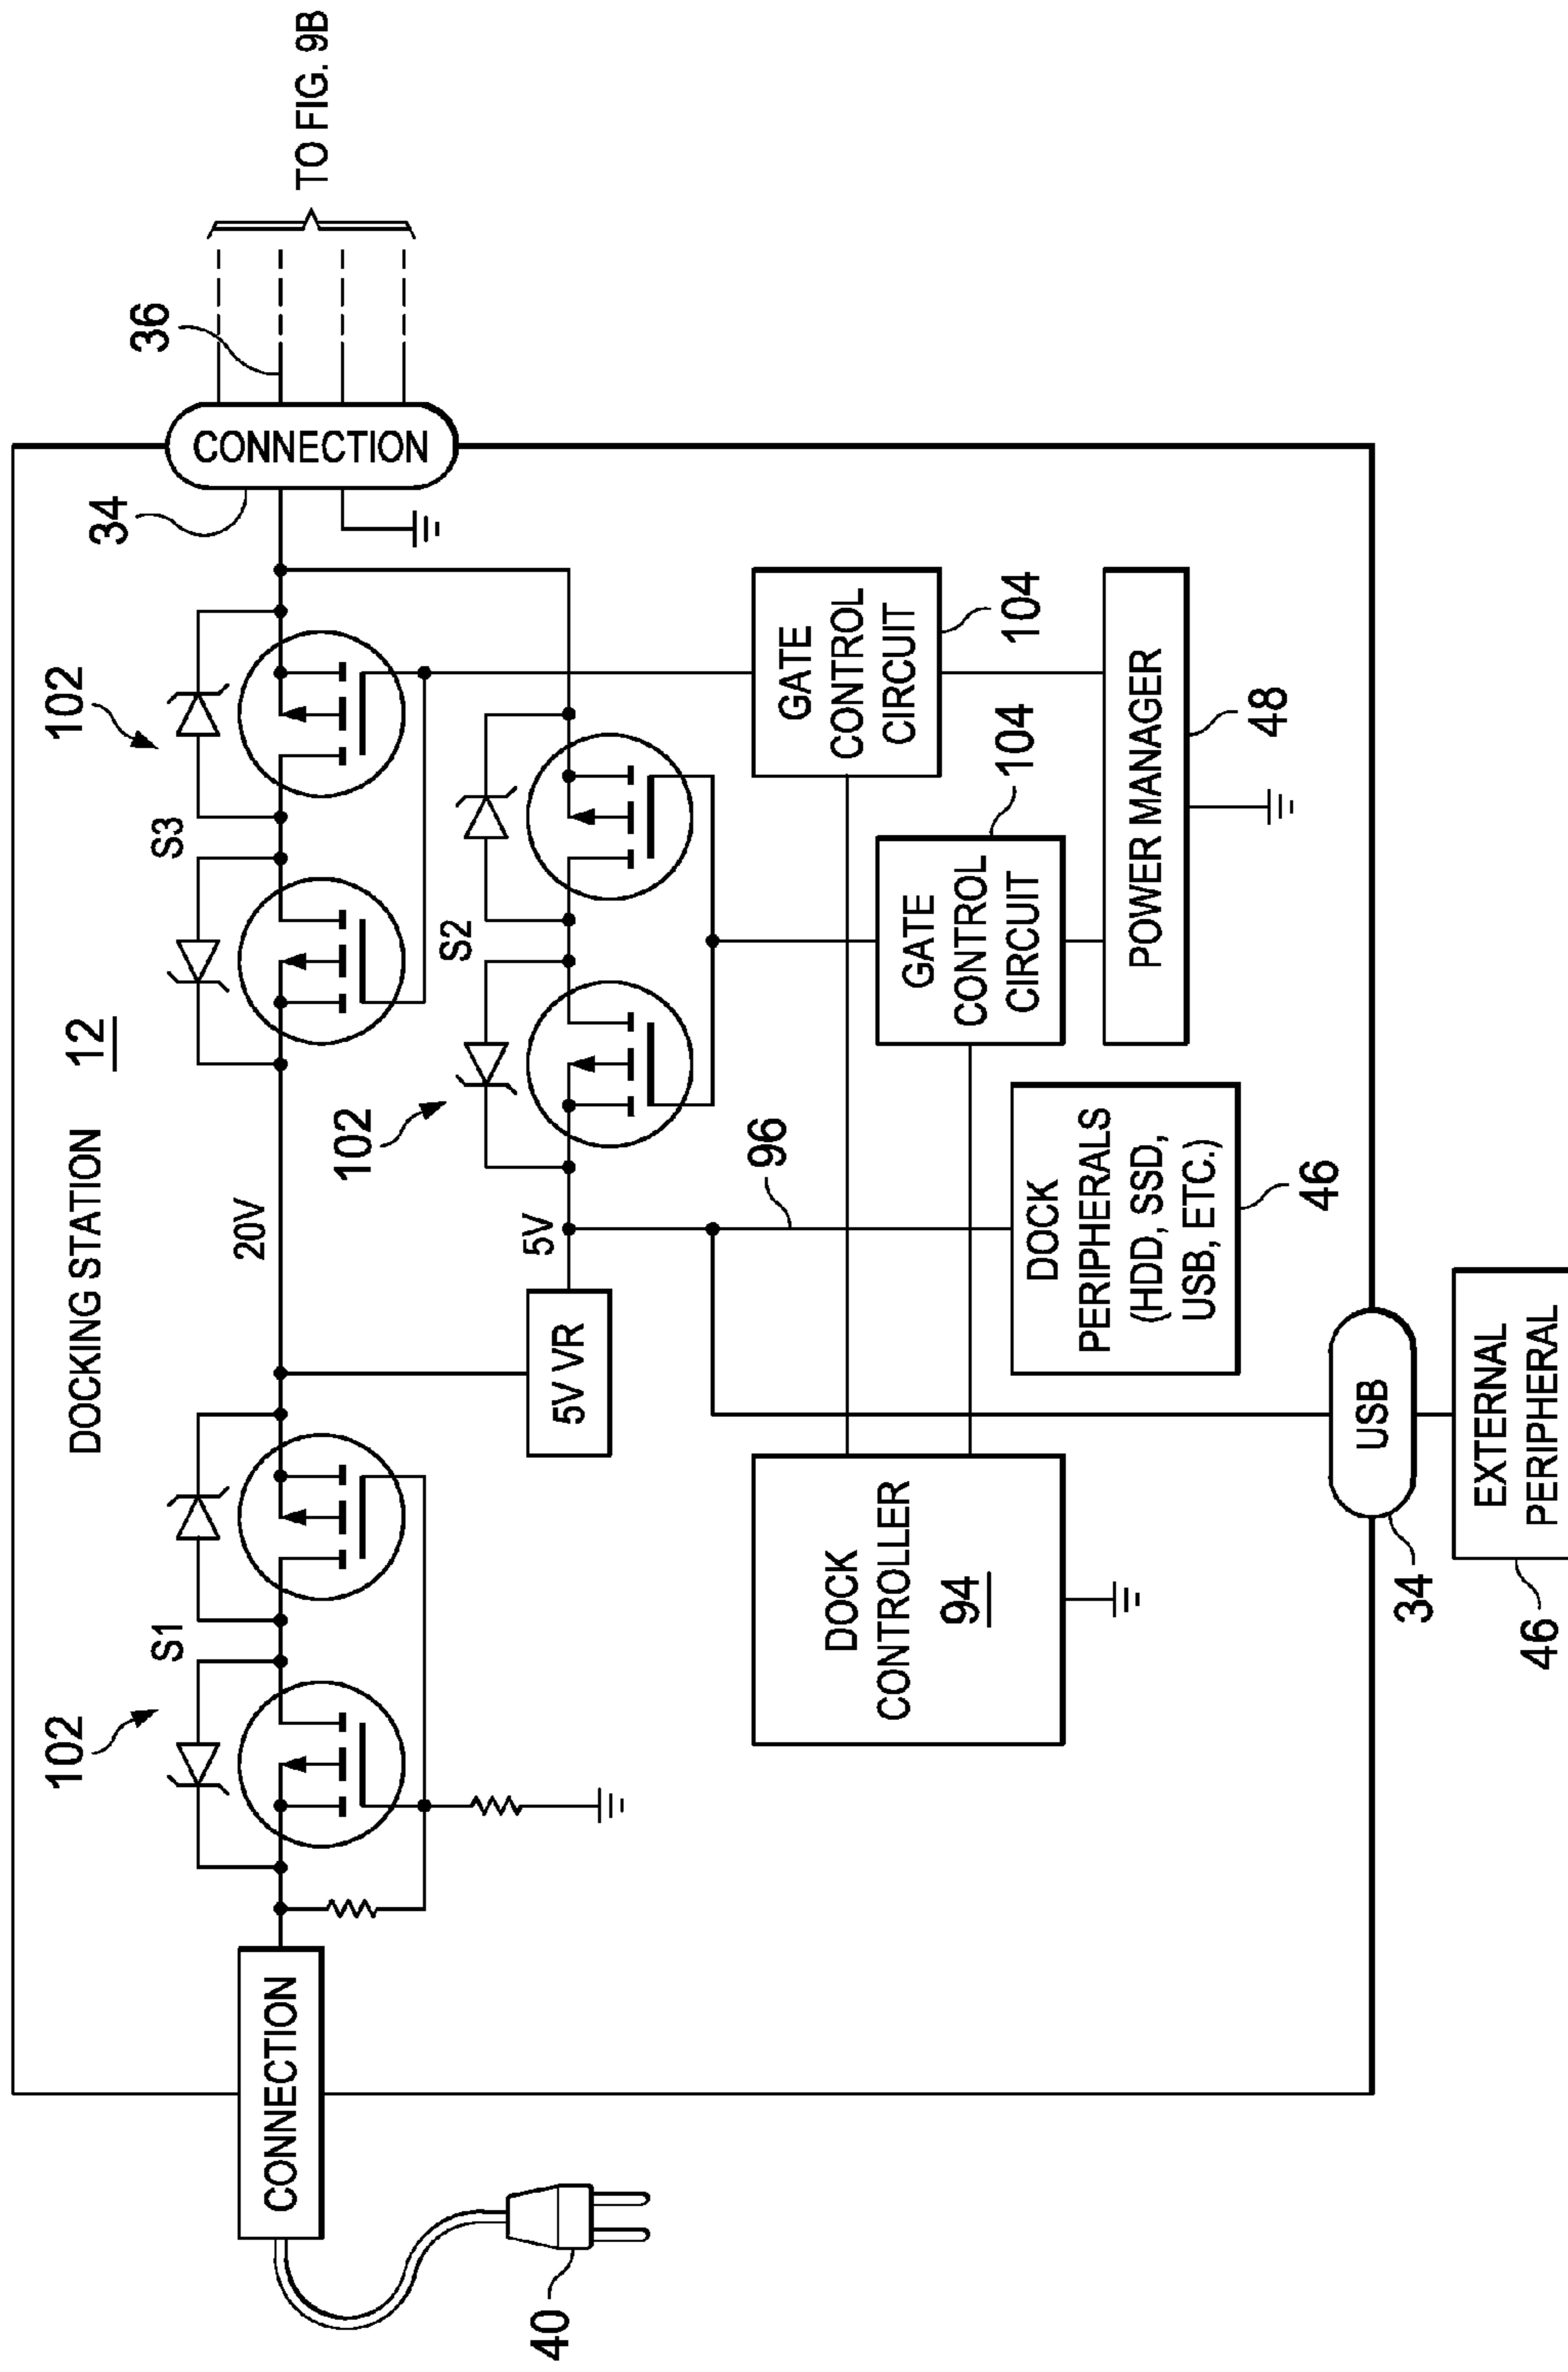 DOCKING STATION 12
TO FIG. 9B
102
S1
20V
102
S3
34
36
CONNECTION
CONNECTION
40
5V VR
5V
102
S2
96
GATE
CONTROL
CIRCUIT
104
GATE
CONTROL
CIRCUIT
104
DOCK
CONTROLLER
94
DOCK
PERIPHERALS
(HDD, SSD,
USB, ETC.)
46
POWER MANAGER
48
USB
34
EXTERNAL
PERIPHERAL
46